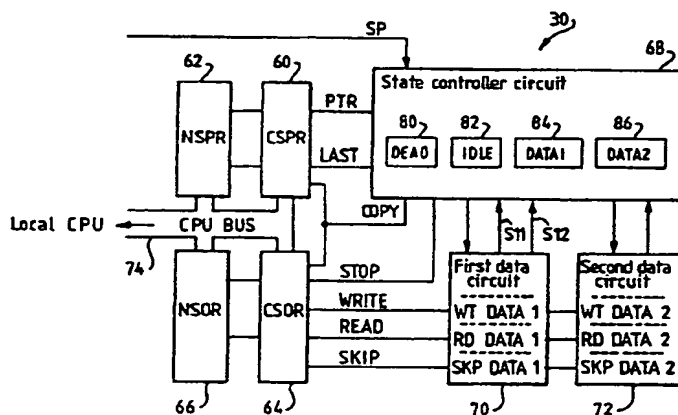 SP
30
62
60
68
State controller circuit
PTR
80
82
84
86
NSPR
CSPR
DEAD
IDLE
DATA1
DATA2
LAST
COPY
S11
S12
Local CPU
CPU BUS
74
STOP
First data circuit
Second data circuit
NSOR
CSOR
WRITE
WT DATA 1
WT DATA 2
READ
RD DATA 1
RD DATA 2
SKIP
SKP DATA 1
SKP DATA 2
66
64
70
72